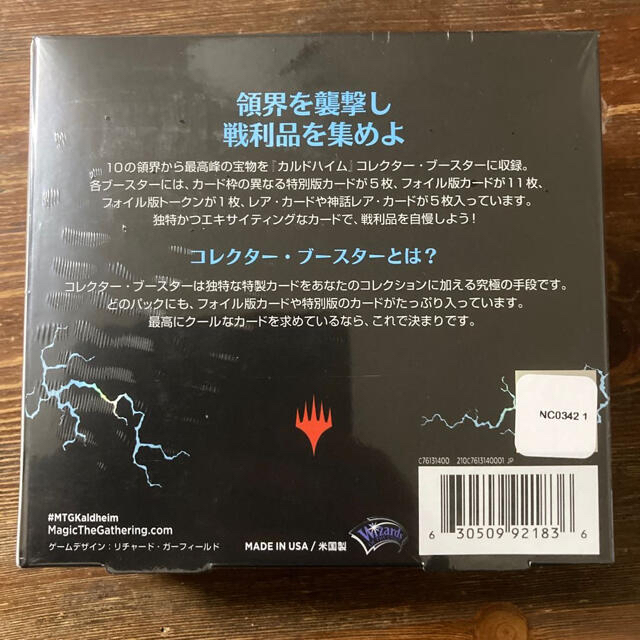 領界を襲撃し
戦利品を集めよ
10の領界から最高峰の宝物を『カルドハイム』コレクター・ブースターに収録。
各ブースターには、カード枠の異なる特別版カードが5枚、フォイル版カードが11枚、
フォイル版トークンが1枚、レア・カードや神話レア・カードが5枚入っています。
独特かつエキサイティングなカードで、戦利品を自慢しよう！
コレクター・ブースターとは？
コレクター・ブースターは独特な特製カードをあなたのコレクションに加える究極の手段です。
どのパックにも、フォイル版カードや特別版のカードがたっぷり入っています。
最高にクールなカードを求めているなら、これで決まりです。
NC0342 1
C76131400 210C7613140001 JP
#MTGKaldheim
MagicTheGathering.com
ゲームデザイン：リチャード・ガーフィールド
MADE IN USA / 米国製
Wizards
6 30509 92183 6